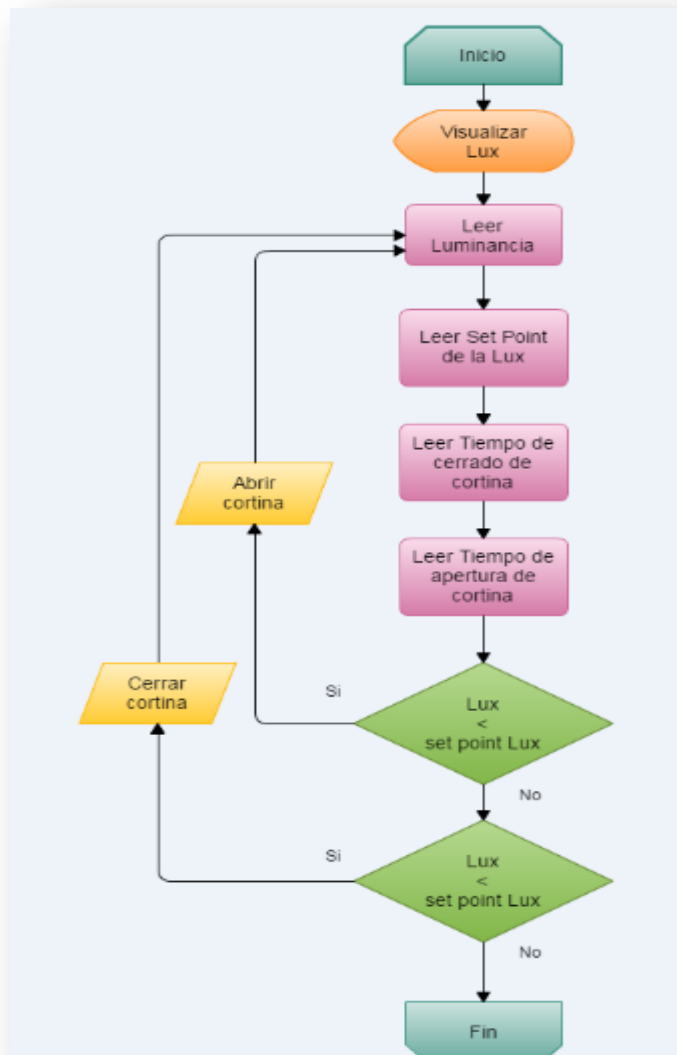 Inicio
Visualizar
Lux
Leer
Luminancia
Leer Set Point
de la Lux
Leer Tiempo de
cerrado de
cortina
Leer Tiempo de
apertura de
cortina
Abrir
cortina
Cerrar
cortina
Si
Lux
<
set point Lux
No
Si
Lux
<
set point Lux
No
Fin